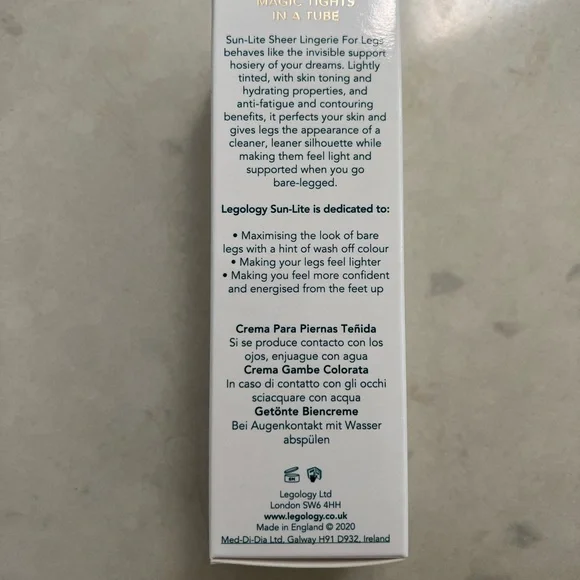 MAGIC TIGHTS
IN A TUBE
Sun-Lite Sheer Lingerie For Legs
behaves like the invisible support
hosiery of your dreams. Lightly
tinted, with skin toning and
hydrating properties, and
anti-fatigue and contouring
benefits, it perfects your skin and
gives legs the appearance of a
cleaner, leaner silhouette while
making them feel light and
supported when you go
bare-legged.
Legology Sun-Lite is dedicated to:
• Maximising the look of bare
legs with a hint of wash off colour
• Making your legs feel lighter
• Making you feel more confident
and energised from the feet up
Crema Para Piernas Teñida
Si se produce contacto con los
ojos, enjuague con agua
Crema Gambe Colorata
In caso di contatto con gli occhi
sciacquare con acqua
Getönte Biencreme
Bei Augenkontakt mit Wasser
abspülen
Legology Ltd
London SW6 4HH
www.legology.co.uk
Made in England © 2020
Med-Di-Dia Ltd, Galway H91 D932, Ireland